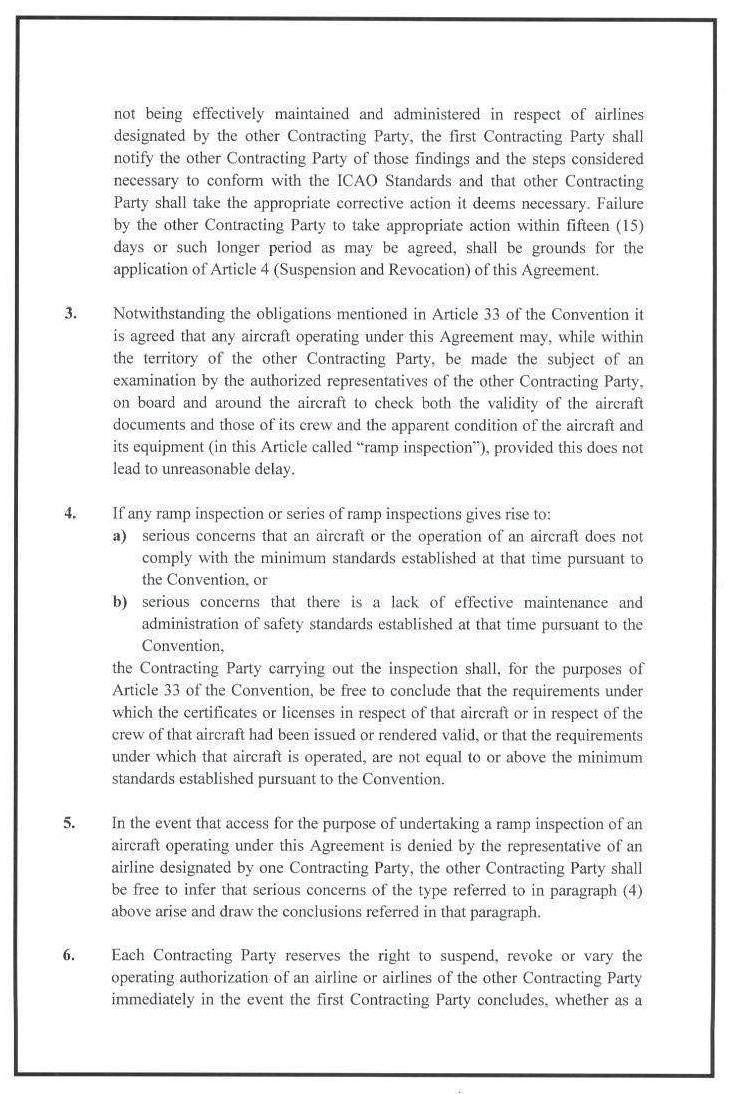 not being effectively maintained and administered in respect of airlines
designated by the other Contracting Party, the first Contracting Party shall
notify the other Contracting Party of those findings and the steps considered
necessary to conform with the ICAO Standards and that other Contracting
Party shall take the appropriate corrective action it deems necessary. Failure
by the other Contracting Party to take appropriate action within fifteen (15)
days or such longer period as may be agreed, shall be grounds for the
application of Article 4 (Suspension and Revocation) of this Agreement.
3. Notwithstanding the obligations mentioned in Article 33 of the Convention it
is agreed that any aircraft operating under this Agreement may, while within
the territory of the other Contracting Party, be made the subject of an
examination by the authorized representatives of the other Contracting Party,
on board and around the aircraft to check both the validity of the aircraft
documents and those of its crew and the apparent condition of the aircraft and
its equipment (in this Article called “ramp inspection”), provided this does not
lead to unreasonable delay.
4. If any ramp inspection or series of ramp inspections gives rise to:
a) serious concerns that an aircraft or the operation of an aircraft does not
comply with the minimum standards established at that time pursuant to
the Convention, or
b) serious concerns that there is a lack of effective maintenance and
administration of safety standards established at that time pursuant to the
Convention,
the Contracting Party carrying out the inspection shall, for the purposes of
Article 33 of the Convention, be free to conclude that the requirements under
which the certificates or licenses in respect of that aircraft or in respect of the
crew of that aircraft had been issued or rendered valid, or that the requirements
under which that aircraft is operated, are not equal to or above the minimum
standards established pursuant to the Convention.
5. In the event that access for the purpose of undertaking a ramp inspection of an
aircraft operating under this Agreement is denied by the representative of an
airline designated by one Contracting Party, the other Contracting Party shall
be free to infer that serious concerns of the type referred to in paragraph (4)
above arise and draw the conclusions referred in that paragraph.
6. Each Contracting Party reserves the right to suspend, revoke or vary the
operating authorization of an airline or airlines of the other Contracting Party
immediately in the event the first Contracting Party concludes, whether as a